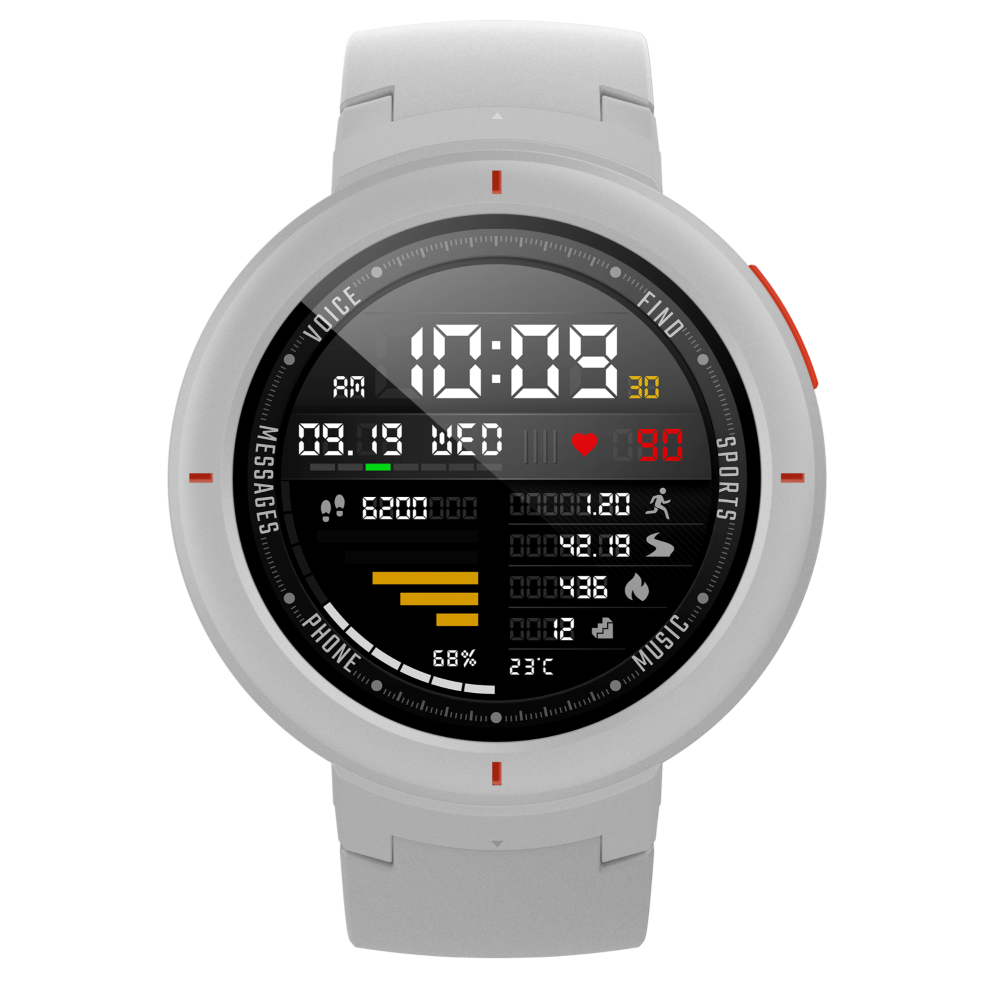 VOICE
FIND
10:09
AM
30
09.19 WED
90
MESSAGES
SPORTS
6200
1.20
42.19
436
12
68%
23°C
PHONE
MUSIC